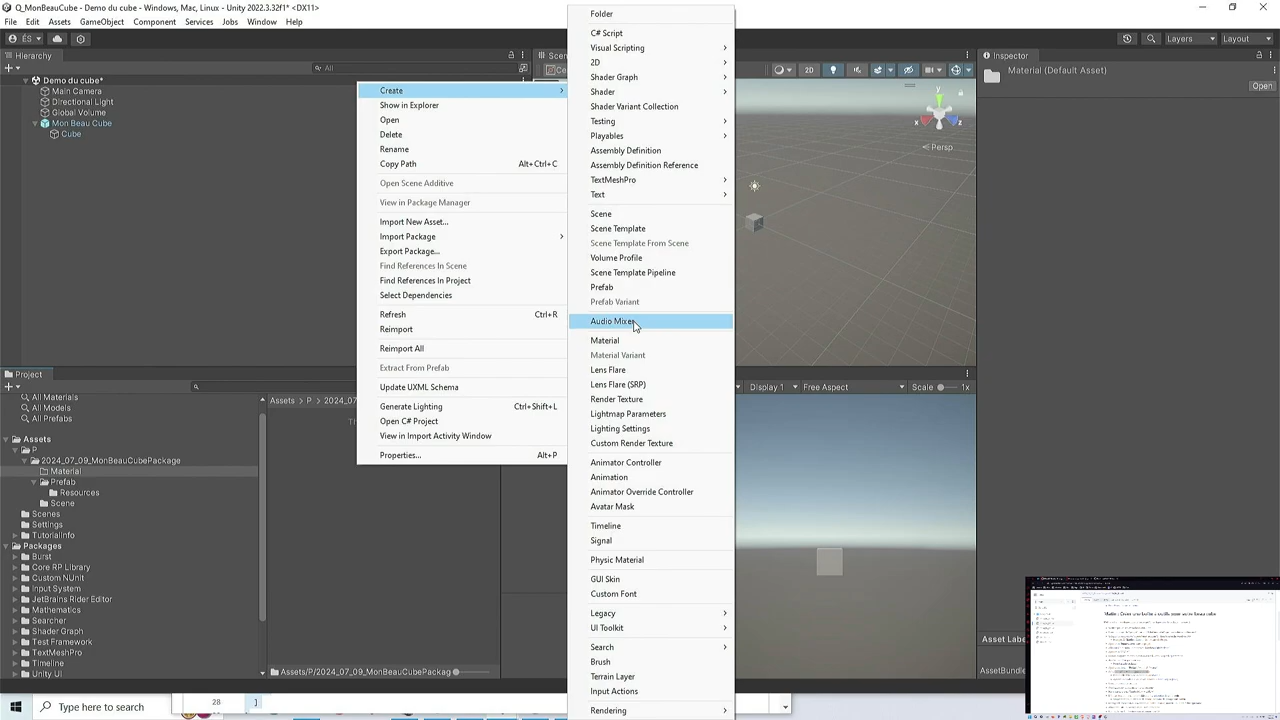 Q_MonBeauCube - Demo du cube - Windows, Mac, Linux - Unity 2022.3.32f1* <DX11>
File Edit Assets GameObject Component Services Jobs Window Help
ÉS
Layers
Layout
Hierarchy
All
Demo du cube*
Main Camera
Directional Light
Global Volume
Mon Beau Cube
Cube
Create
Show in Explorer
Open
Delete
Rename
Copy Path Alt+Ctrl+C
Open Scene Additive
View in Package Manager
Import New Asset...
Import Package
Export Package...
Find References In Scene
Find References In Project
Select Dependencies
Refresh Ctrl+R
Reimport
Reimport All
Extract From Prefab
Update UXML Schema
Generate Lighting Ctrl+Shift+L
Open C# Project
View in Import Activity Window
Properties... Alt+P
Folder
C# Script
Visual Scripting
2D
Shader Graph
Shader
Shader Variant Collection
Testing
Playables
Assembly Definition
Assembly Definition Reference
TextMeshPro
Text
Scene
Scene Template
Scene Template From Scene
Volume Profile
Scene Template Pipeline
Prefab
Prefab Variant
Audio Mixer
Material
Material Variant
Lens Flare
Lens Flare (SRP)
Render Texture
Lightmap Parameters
Lighting Settings
Custom Render Texture
Animator Controller
Animation
Animator Override Controller
Avatar Mask
Timeline
Signal
Physic Material
GUI Skin
Custom Font
Legacy
UI Toolkit
Search
Brush
Terrain Layer
Input Actions
Rendering
2D
y
x
z
Persp
Display 1 Free Aspect Scale 1x
Inspector
Material (Default Asset)
Open
Project
All Materials
All Models
All Prefabs
Assets
P
2024_07_09_MonBeauCubePackage
Material
Prefab
Resources
Scene
Scenes
Settings
TutorialInfo
Packages
Burst
Core RP Library
Custom NUnit
Input System
JetBrains Rider Editor
Mathematics
Searcher
Shader Graph
Test Framework
TextMeshPro
Timeline
Unity UI
Assets > P > 2024_07
Assets/P/2024_07_09_MonBeauCubePackage
Asset Lab
AssetBundle
Type here to search
28